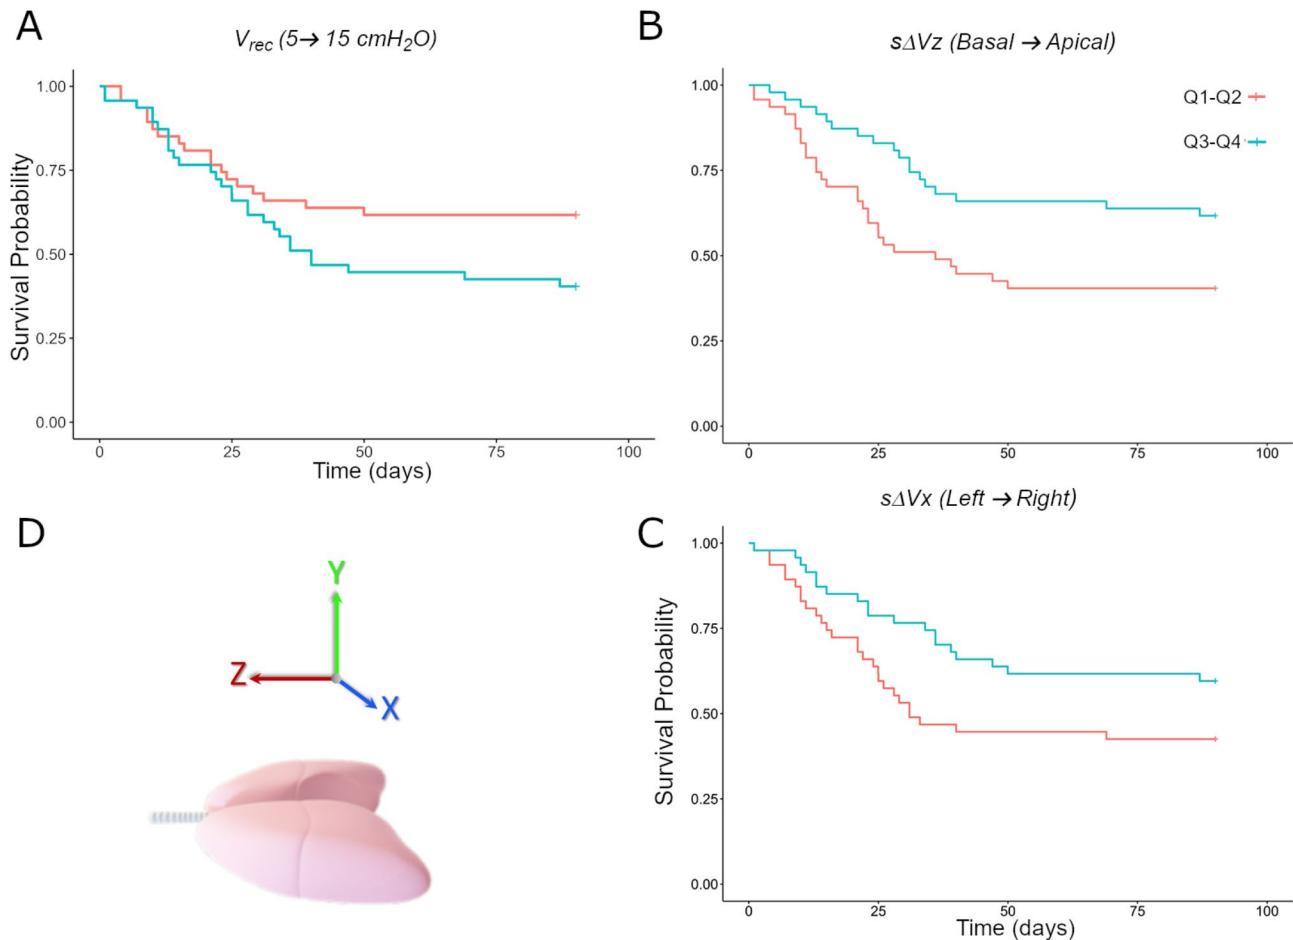 A
V_rec (5→ 15 cmH₂O)
Survival Probability
1.00
0.75
0.50
0.25
0.00
0
25
50
75
100
Time (days)
B
sΔVz (Basal → Apical)
Q1-Q2
Q3-Q4
1.00
0.75
0.50
0.25
0.00
0
25
50
75
100
D
Y
Z
X
C
sΔVx (Left → Right)
Survival Probability
1.00
0.75
0.50
0.25
0.00
0
25
50
75
100
Time (days)